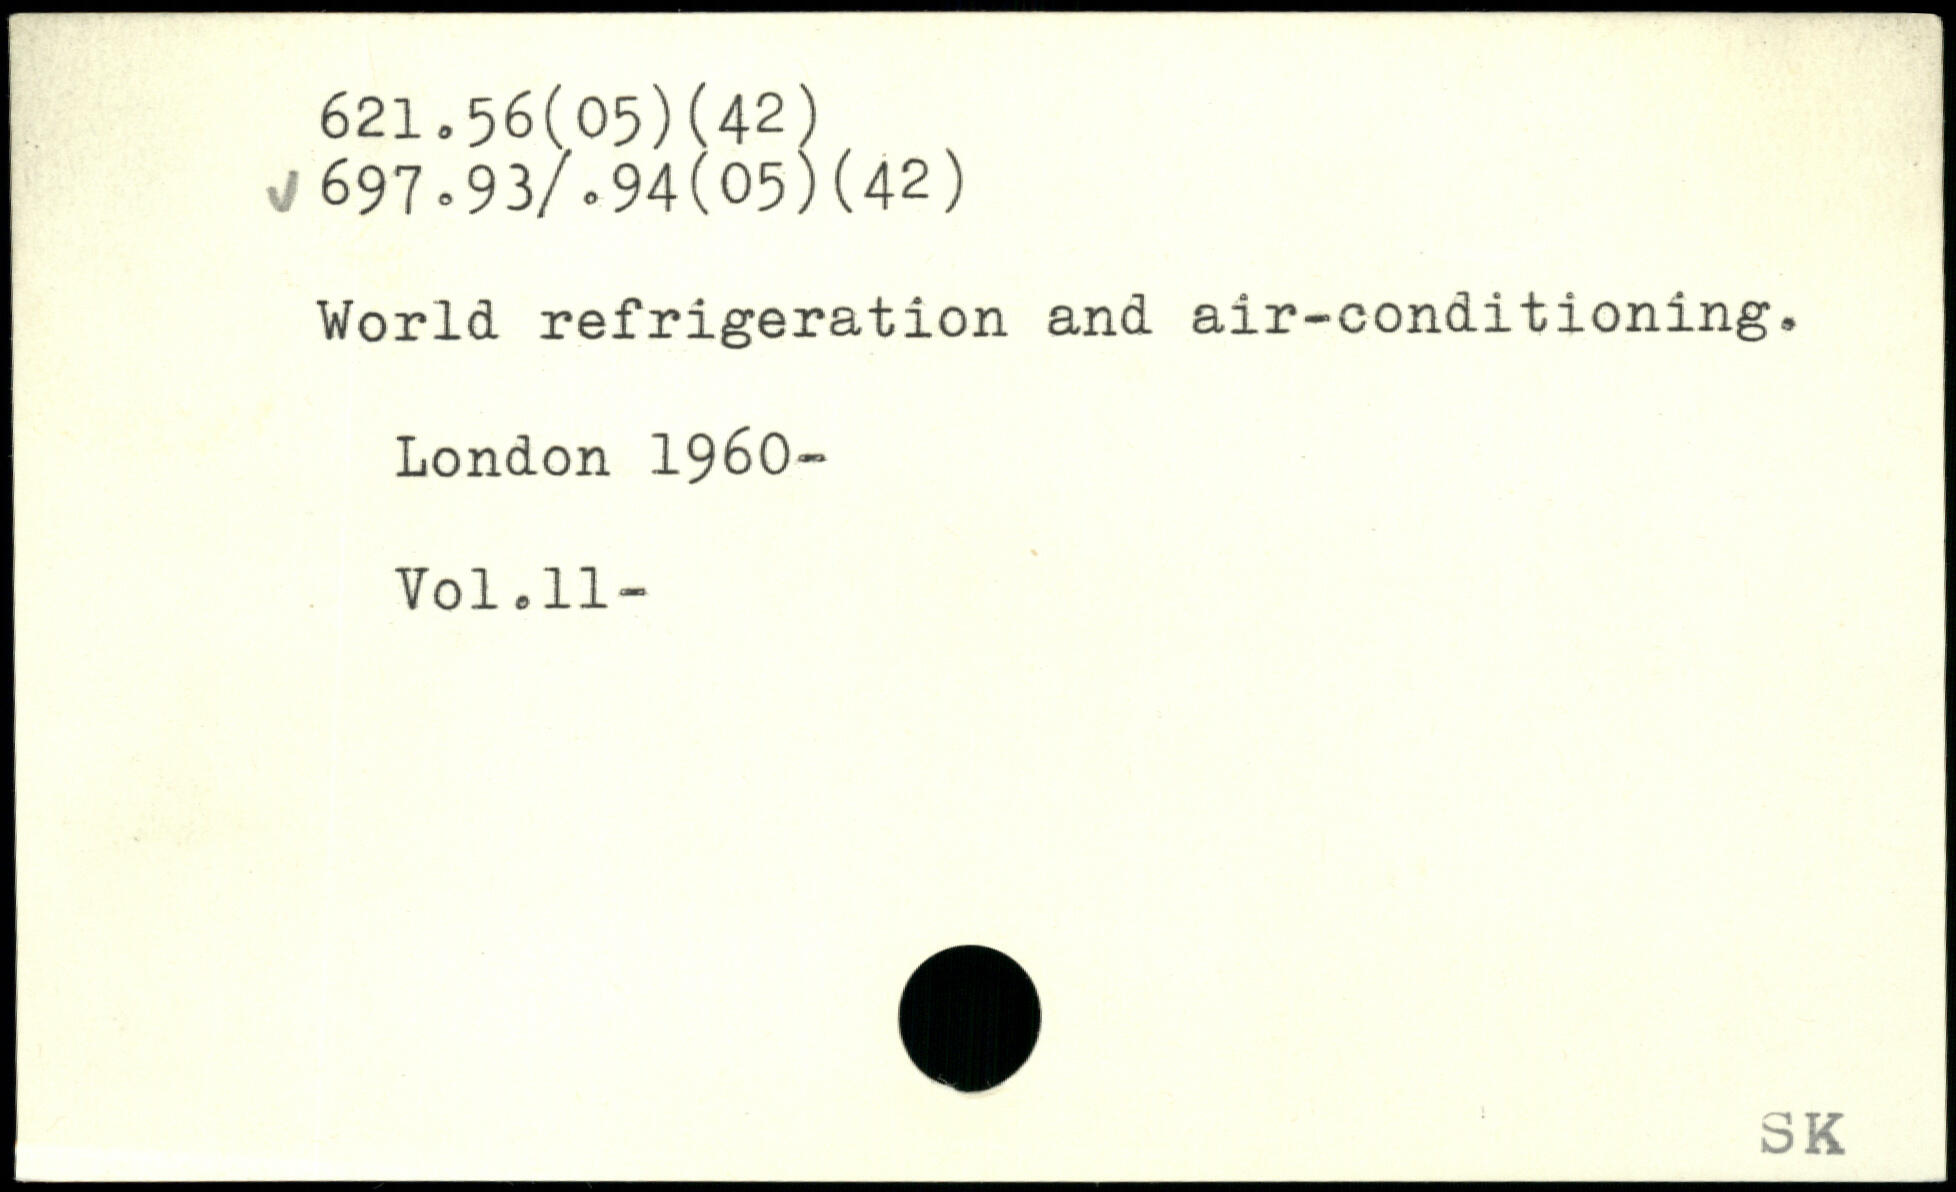 621.56(05)(42)
✓ 697.93/.94(05)(42)
World refrigeration and air-conditioning.
London 1960-
Vol.11-
SK